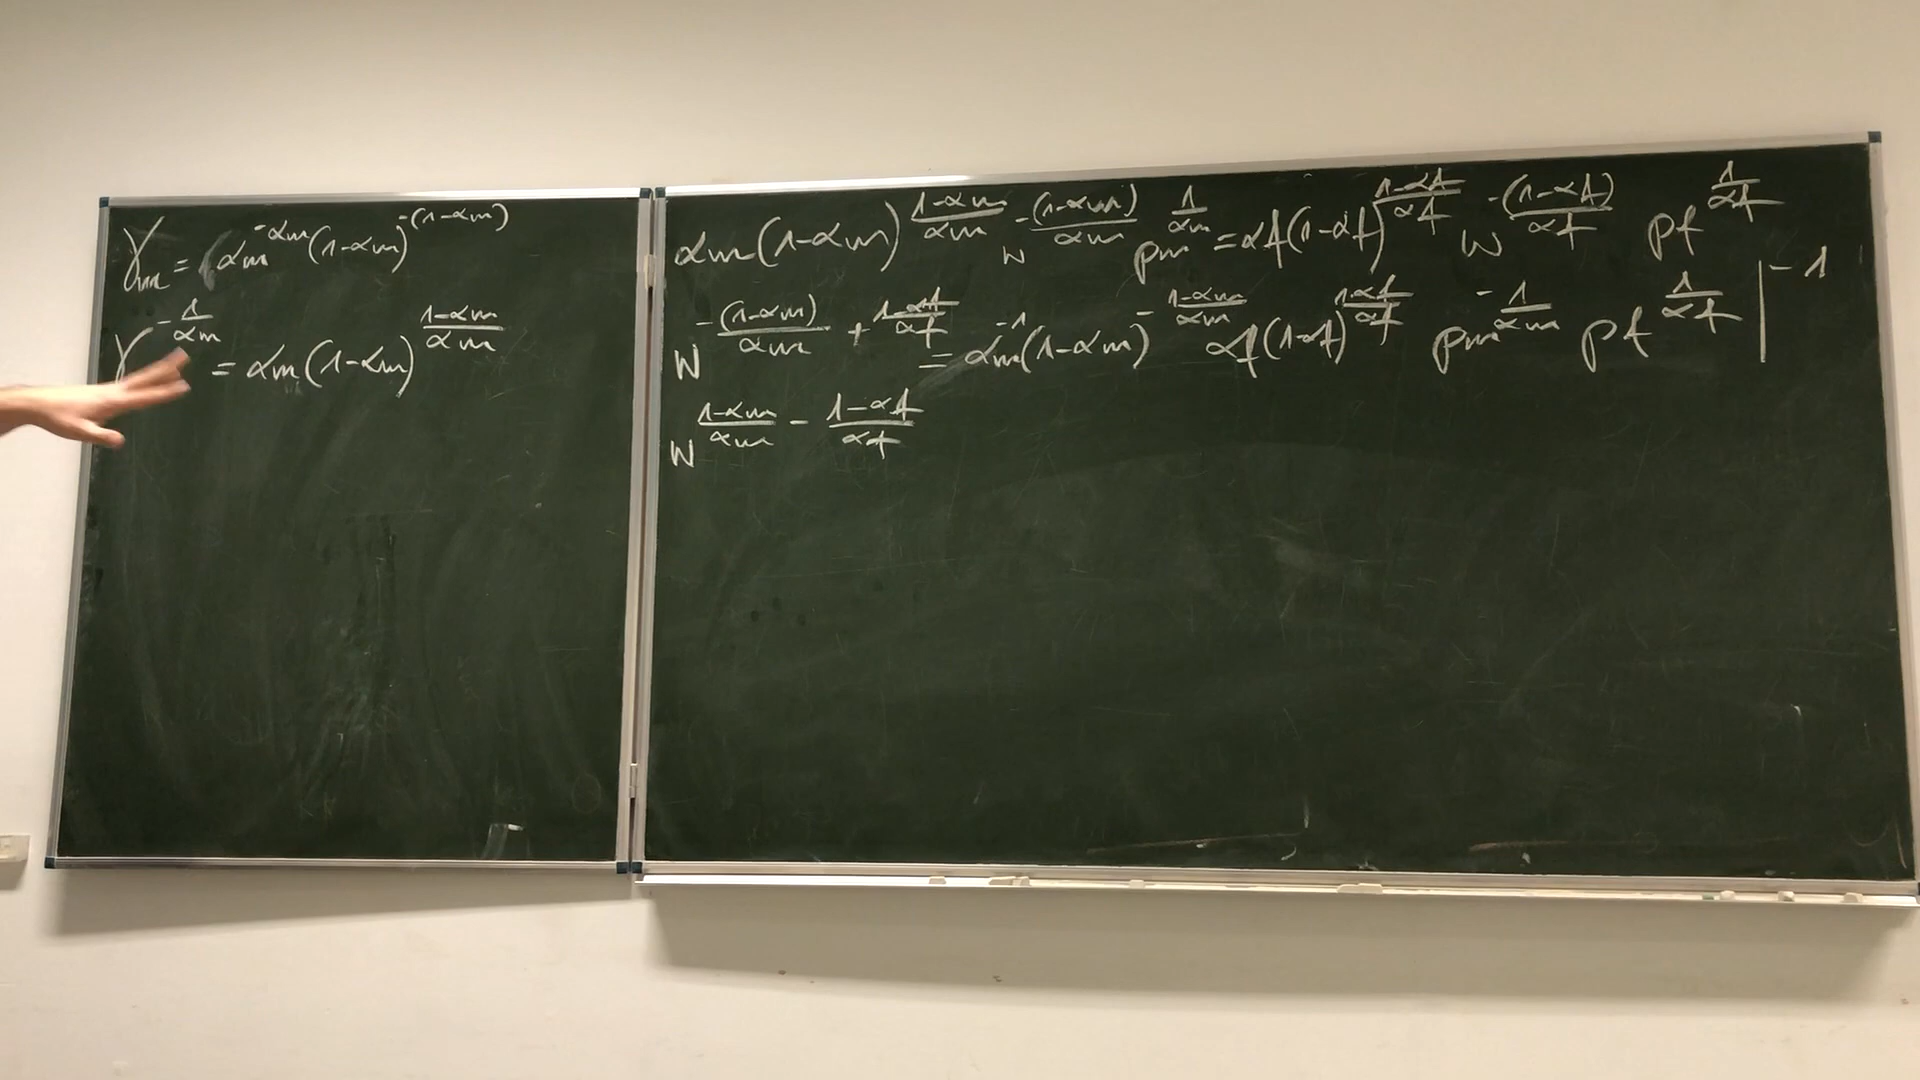 γm = αm^-αm (1-αm)^-(1-αm)
γ^-1/αm = αm(1-αm)^(1-αm)/αm
αm(1-αm)^(1-αm)/αm w^-(1-αm)/αm pm^1/αm = αf(1-αf)^(1-αf)/αf w^-(1-αf)/αf pf^1/αf
w^-(1-αm)/αm + (1-αf)/αf = αm^-1 (1-αm)^-(1-αm)/αm αf(1-αf)^(1-αf)/αf pm^-1/αm pf^1/αf |^-1
w^(1-αm)/αm - (1-αf)/αf